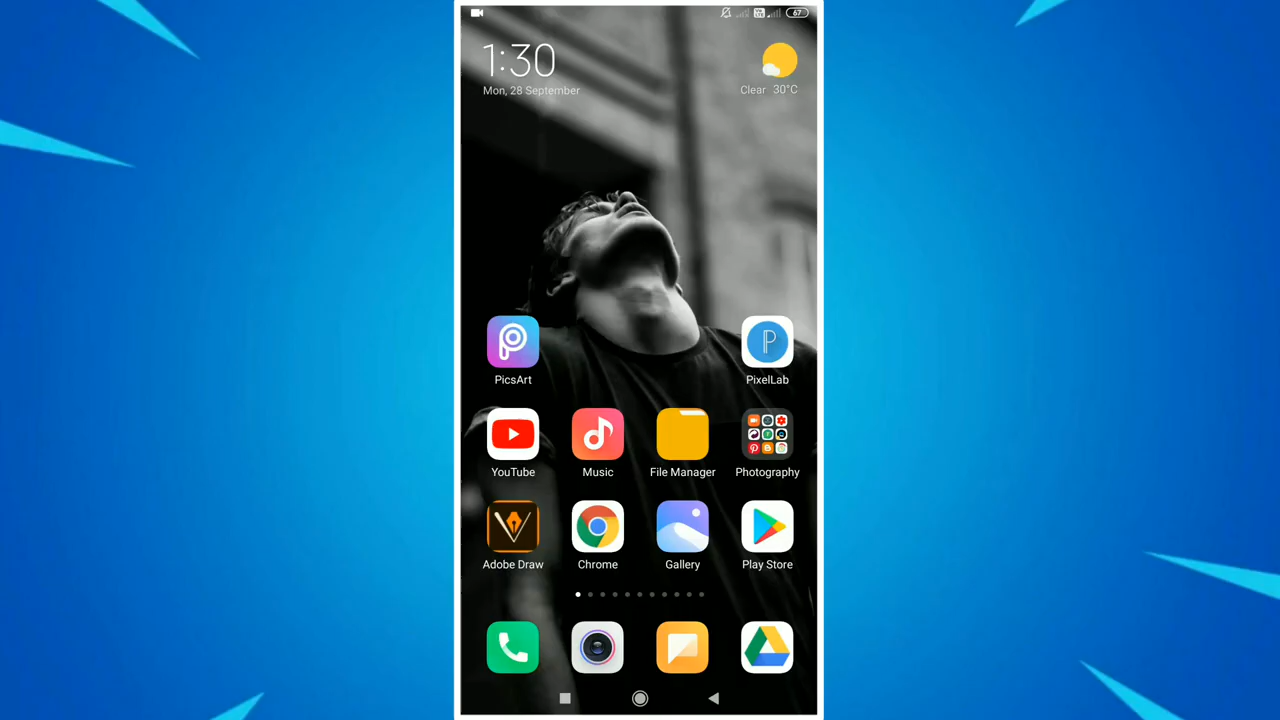 67
1:30
Mon, 28 September
Clear 30°C
PicsArt
PixelLab
YouTube
Music
File Manager
Photography
Adobe Draw
Chrome
Gallery
Play Store